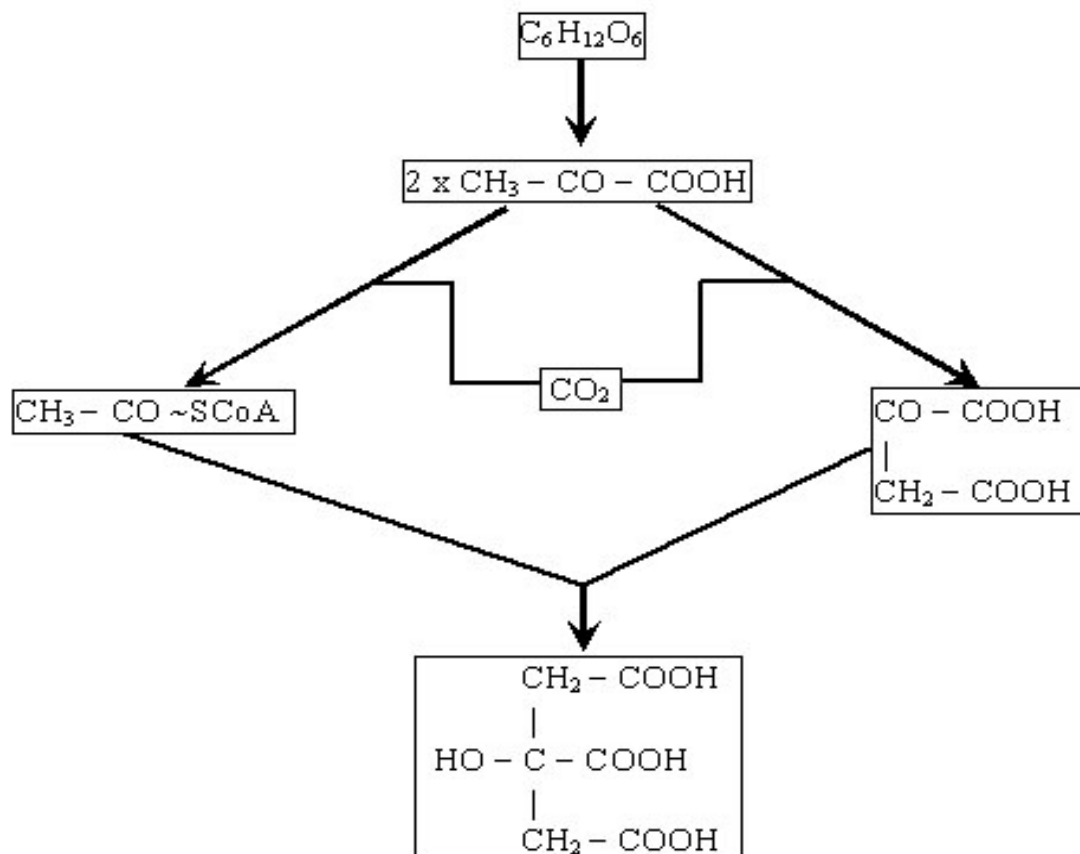 C₆H₁₂O₆
2 x CH₃ – CO – COOH
CO₂
CH₃ – CO ~SCoA
CO – COOH
|
CH₂ – COOH
CH₂ – COOH
|
HO – C – COOH
|
CH₂ – COOH